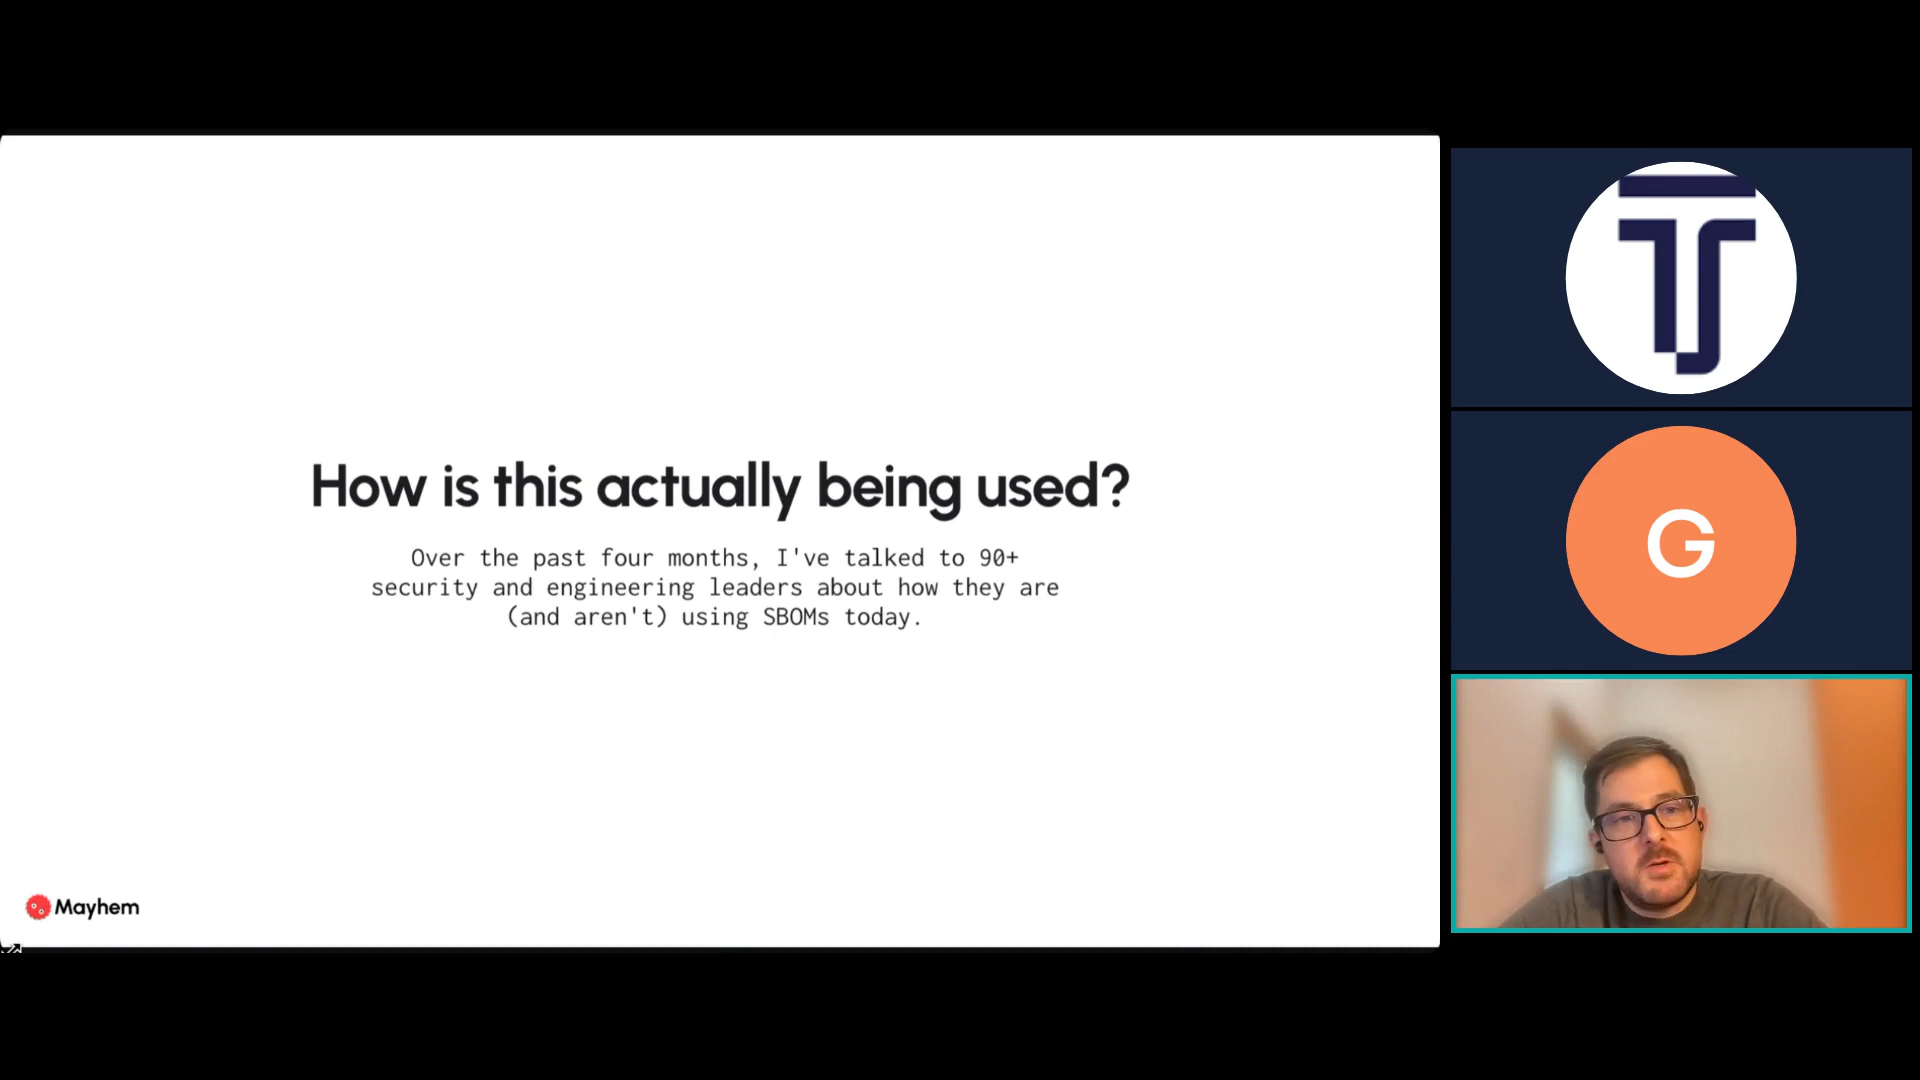 How is this actually being used?
Over the past four months, I've talked to 90+
security and engineering leaders about how they are
(and aren't) using SBOMs today.
Mayhem
G